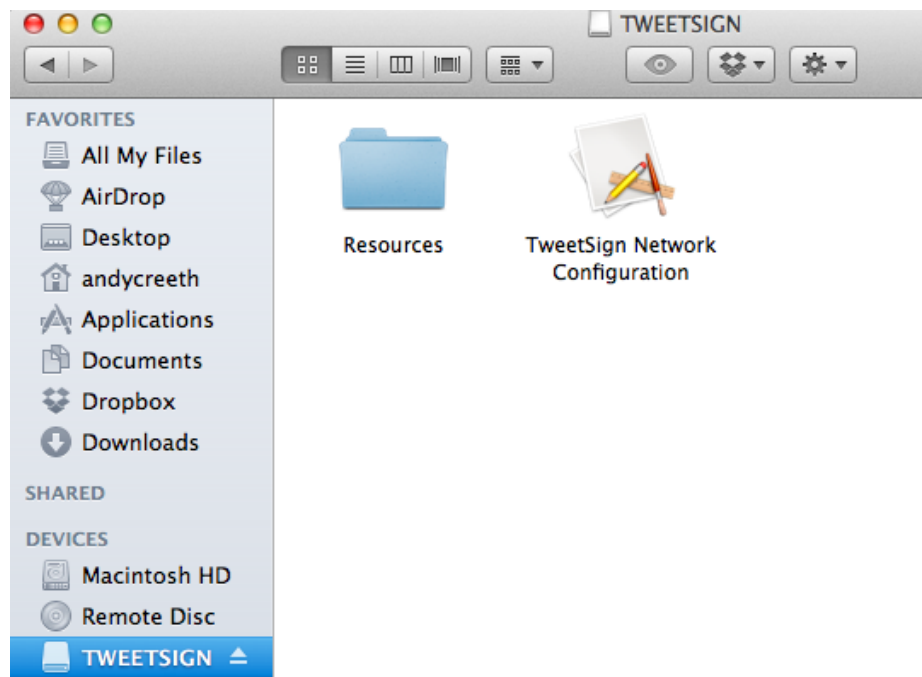 TWEETSIGN
FAVORITES
All My Files
AirDrop
Desktop
andycreeth
Applications
Documents
Dropbox
Downloads
SHARED
DEVICES
Macintosh HD
Remote Disc
TWEETSIGN
Resources
TweetSign Network
Configuration